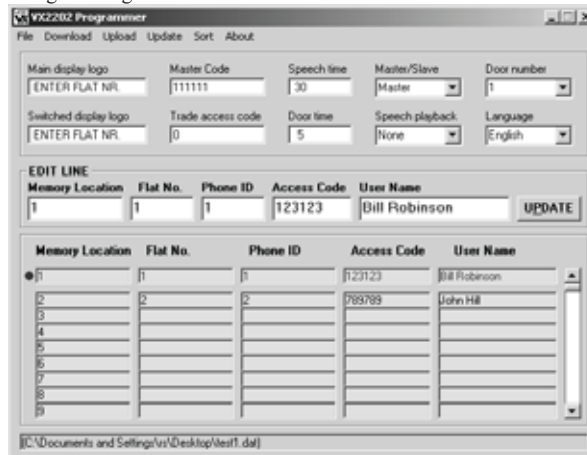 VX2202 Programmer
File Download Upload Update Sort About
Main display logo Master Code Speech time Master/Slave Door number
ENTER FLAT NR. 111111 30 Master 1
Switched display logo Trade access code Door time Speech playback Language
ENTER FLAT NR. 0 5 None English
EDIT LINE
Memory Location Flat No. Phone ID Access Code User Name
1 1 1 123123 Bill Robinson UPDATE
Memory Location Flat No. Phone ID Access Code User Name
1 1 1 123123 Bill Robinson
2 2 2 789789 John Hill
3
4
5
6
7
8
9
[C:\Documents and Settings\vs\Desktop\test1.dat]